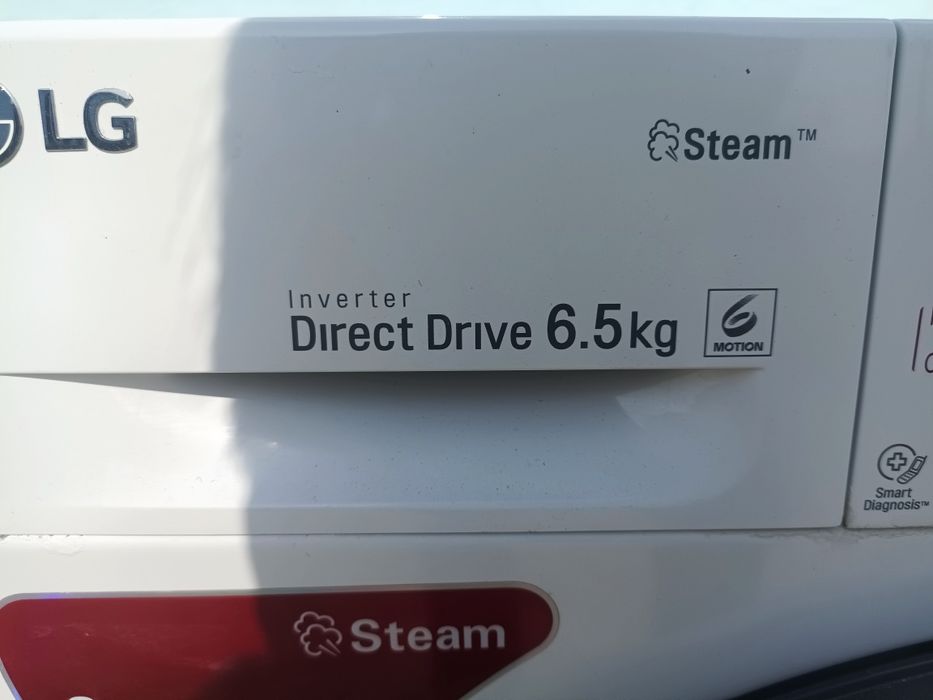 LG
Steam™
Inverter
Direct Drive 6.5kg
6
MOTION
Smart
Diagnosis™
Steam